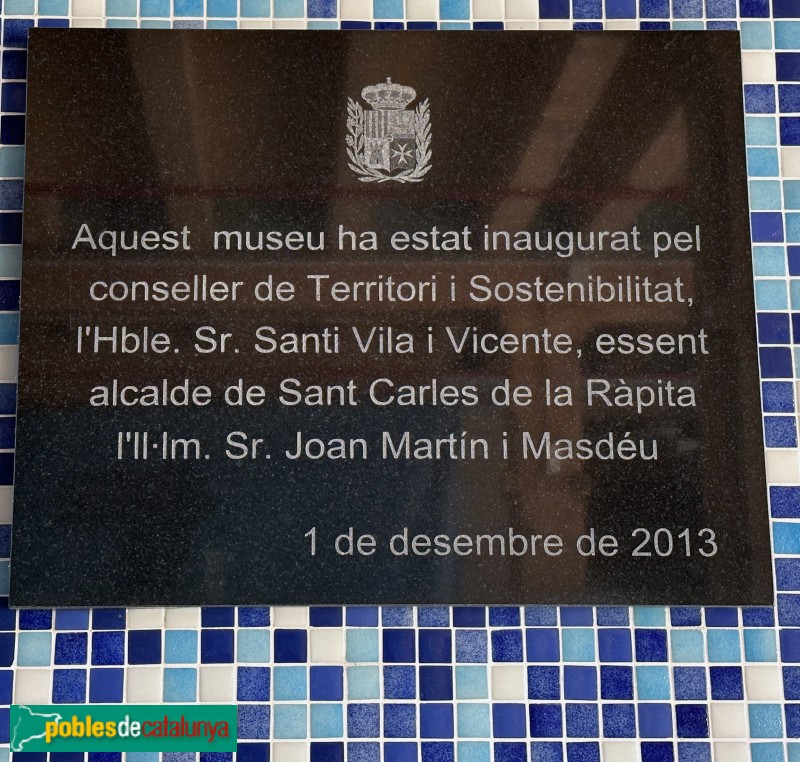 Aquest museu ha estat inaugurat pel
conseller de Territori i Sostenibilitat,
l'Hble. Sr. Santi Vila i Vicente, essent
alcalde de Sant Carles de la Ràpita
l'Il·lm. Sr. Joan Martín i Masdéu
1 de desembre de 2013
poblesdecatalunya